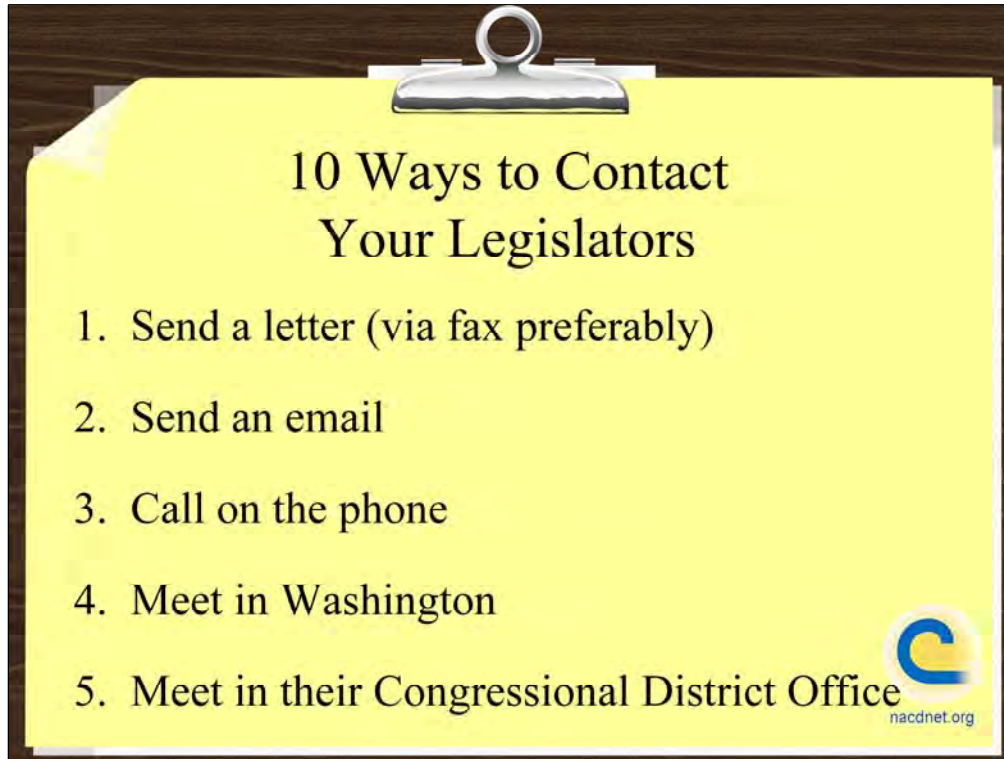 10 Ways to Contact
Your Legislators
1. Send a letter (via fax preferably)
2. Send an email
3. Call on the phone
4. Meet in Washington
5. Meet in their Congressional District Office
nacdnet.org